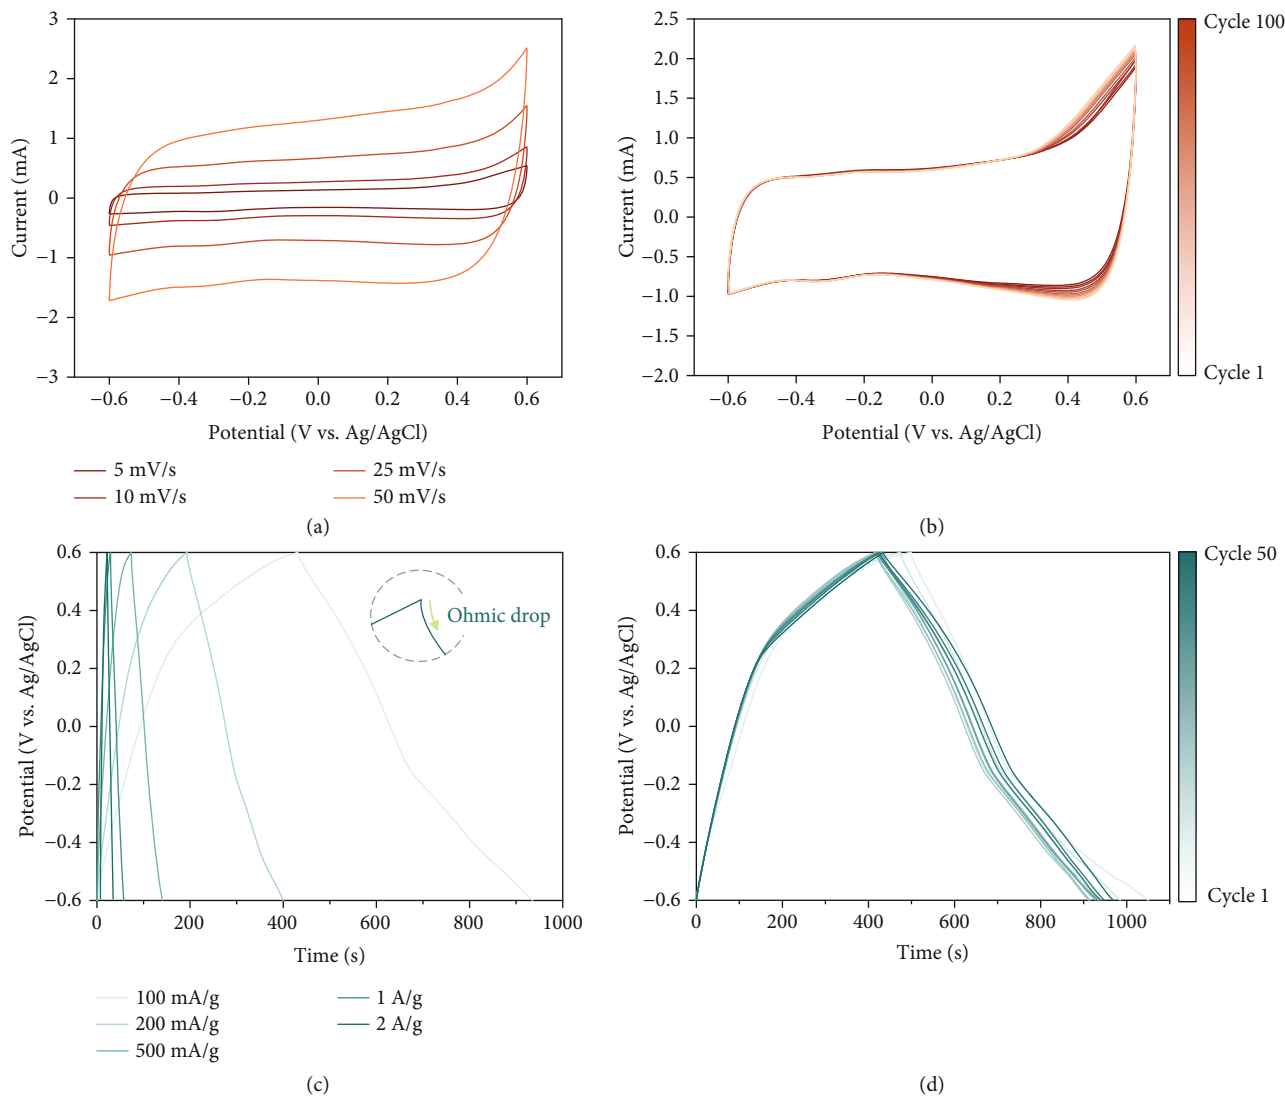 3
2
1
0
−1
−2
−3
Current (mA)
−0.6
−0.4
−0.2
0.0
0.2
0.4
0.6
Potential (V vs. Ag/AgCl)
5 mV/s
10 mV/s
25 mV/s
50 mV/s
(a)
2.5
2.0
1.5
1.0
0.5
0.0
−0.5
−1.0
−1.5
−2.0
Current (mA)
−0.6
−0.4
−0.2
0.0
0.2
0.4
0.6
Potential (V vs. Ag/AgCl)
Cycle 100
Cycle 1
(b)
0.6
0.4
0.2
0.0
−0.2
−0.4
−0.6
Potential (V vs. Ag/AgCl)
Ohmic drop
0
200
400
600
800
1000
Time (s)
100 mA/g
200 mA/g
500 mA/g
1 A/g
2 A/g
(c)
0.6
0.4
0.2
0.0
−0.2
−0.4
−0.6
Potential (V vs. Ag/AgCl)
0
200
400
600
800
1000
Time (s)
Cycle 50
Cycle 1
(d)